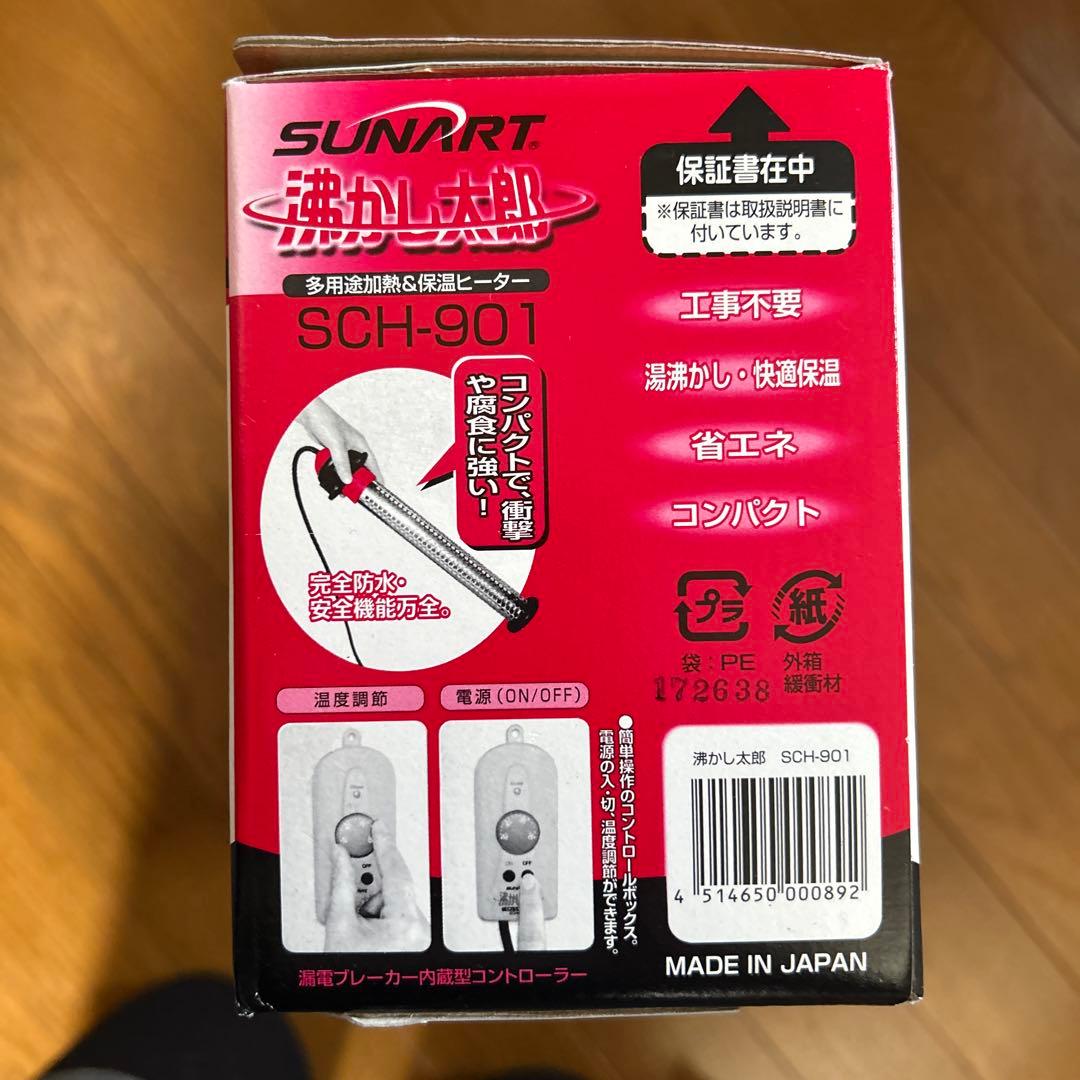 SUNART®
沸かし太郎
多用途加熱&保温ヒーター
SCH-901
コンパクトで、衝撃
や腐食に強い！
完全防水・
安全機能万全。
保証書在中
※保証書は取扱説明書に
付いています。
工事不要
湯沸かし・快適保温
省エネ
コンパクト
プラ
紙
袋：PE
外箱
緩衝材
172638
温度調節
電源(ON/OFF)
OFF
OFF
●簡単操作のコントロールボックス。
電源の入・切、温度調節ができます。
漏電ブレーカー内蔵型コントローラー
沸かし太郎 SCH-901
4 514650 000892
MADE IN JAPAN